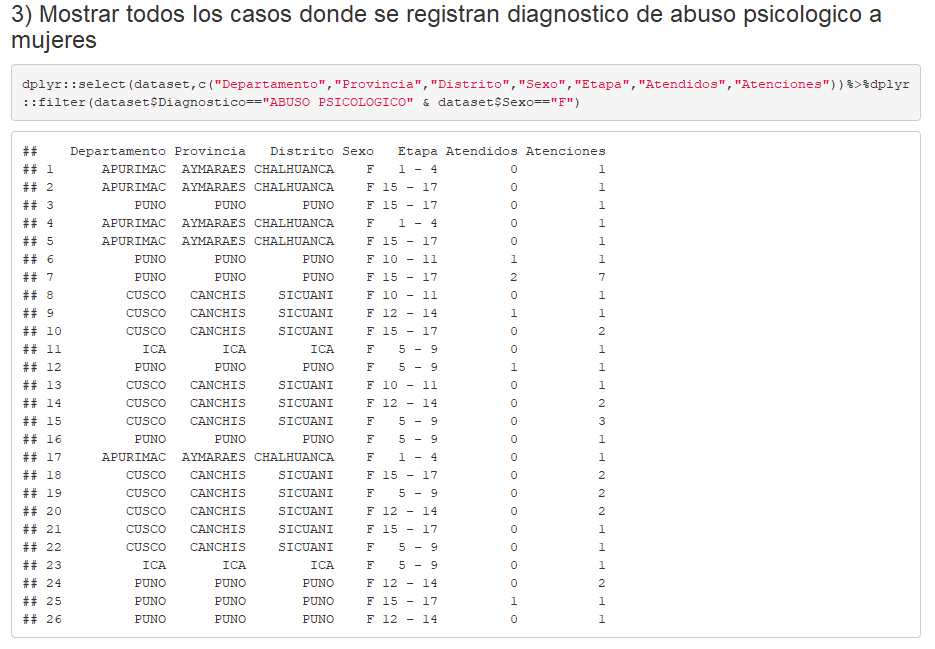 3) Mostrar todos los casos donde se registran diagnostico de abuso psicologico a
mujeres
dplyr::select(dataset,c("Departamento","Provincia","Distrito","Sexo","Etapa","Atendidos","Atenciones"))%>%dplyr
::filter(dataset$Diagnostico=="ABUSO PSICOLOGICO" & dataset$Sexo=="F")
##    Departamento Provincia   Distrito Sexo   Etapa Atendidos Atenciones
## 1      APURIMAC  AYMARAES CHALHUANCA    F   1 - 4         0          1
## 2      APURIMAC  AYMARAES CHALHUANCA    F 15 - 17         0          1
## 3          PUNO      PUNO       PUNO    F 15 - 17         0          1
## 4      APURIMAC  AYMARAES CHALHUANCA    F   1 - 4         0          1
## 5      APURIMAC  AYMARAES CHALHUANCA    F 15 - 17         0          1
## 6          PUNO      PUNO       PUNO    F 10 - 11         1          1
## 7          PUNO      PUNO       PUNO    F 15 - 17         2          7
## 8         CUSCO   CANCHIS    SICUANI    F 10 - 11         0          1
## 9         CUSCO   CANCHIS    SICUANI    F 12 - 14         1          1
## 10        CUSCO   CANCHIS    SICUANI    F 15 - 17         0          2
## 11          ICA       ICA        ICA    F   5 - 9         0          1
## 12         PUNO      PUNO       PUNO    F   5 - 9         1          1
## 13        CUSCO   CANCHIS    SICUANI    F 10 - 11         0          1
## 14        CUSCO   CANCHIS    SICUANI    F 12 - 14         0          2
## 15        CUSCO   CANCHIS    SICUANI    F   5 - 9         0          3
## 16         PUNO      PUNO       PUNO    F   5 - 9         0          1
## 17     APURIMAC  AYMARAES CHALHUANCA    F   1 - 4         0          1
## 18        CUSCO   CANCHIS    SICUANI    F 15 - 17         0          2
## 19        CUSCO   CANCHIS    SICUANI    F   5 - 9         0          2
## 20        CUSCO   CANCHIS    SICUANI    F 12 - 14         0          2
## 21        CUSCO   CANCHIS    SICUANI    F 15 - 17         0          1
## 22        CUSCO   CANCHIS    SICUANI    F   5 - 9         0          1
## 23          ICA       ICA        ICA    F   5 - 9         0          1
## 24         PUNO      PUNO       PUNO    F 12 - 14         0          2
## 25         PUNO      PUNO       PUNO    F 15 - 17         1          1
## 26         PUNO      PUNO       PUNO    F 12 - 14         0          1